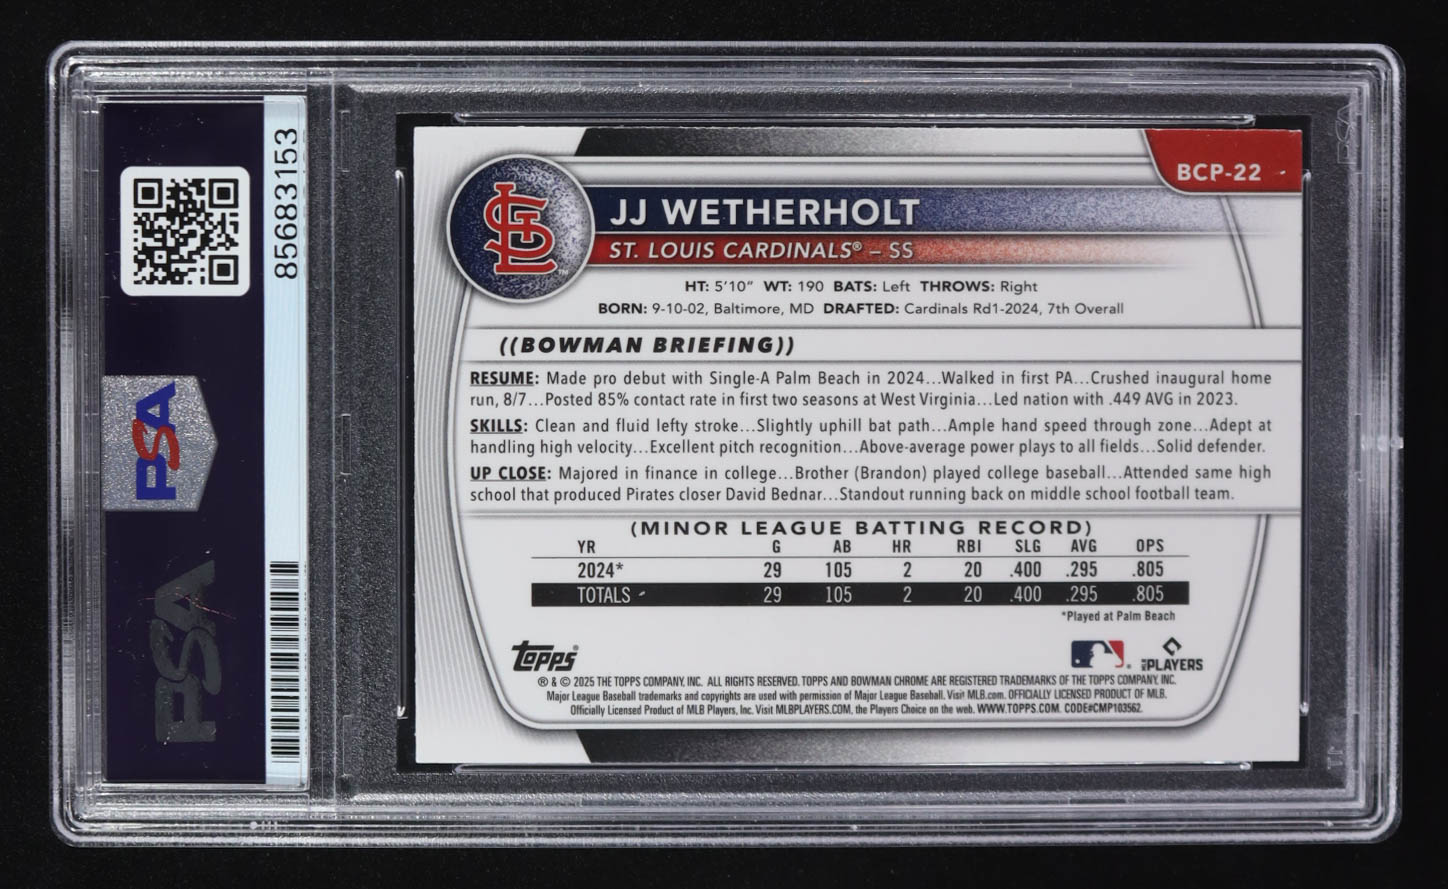 85683153
PSA
PSA
BCP-22
STL
™
JJ WETHERHOLT
ST. LOUIS CARDINALS® – SS
HT: 5'10" WT: 190 BATS: Left THROWS: Right
BORN: 9-10-02, Baltimore, MD DRAFTED: Cardinals Rd1-2024, 7th Overall
((BOWMAN BRIEFING))
RESUME: Made pro debut with Single-A Palm Beach in 2024...Walked in first PA...Crushed inaugural home
run, 8/7...Posted 85% contact rate in first two seasons at West Virginia...Led nation with .449 AVG in 2023.
SKILLS: Clean and fluid lefty stroke...Slightly uphill bat path...Ample hand speed through zone...Adept at
handling high velocity...Excellent pitch recognition...Above-average power plays to all fields...Solid defender.
UP CLOSE: Majored in finance in college...Brother (Brandon) played college baseball...Attended same high
school that produced Pirates closer David Bednar...Standout running back on middle school football team.
(MINOR LEAGUE BATTING RECORD)
YR G AB HR RBI SLG AVG OPS
2024* 29 105 2 20 .400 .295 .805
TOTALS 29 105 2 20 .400 .295 .805
*Played at Palm Beach
Topps®
MLB PLAYERS
® & © 2025 THE TOPPS COMPANY, INC. ALL RIGHTS RESERVED. TOPPS AND BOWMAN CHROME ARE REGISTERED TRADEMARKS OF THE TOPPS COMPANY, INC.
Major League Baseball trademarks and copyrights are used with permission of Major League Baseball. Visit MLB.com. OFFICIALLY LICENSED PRODUCT OF MLB.
Officially Licensed Product of MLB Players, Inc. Visit MLBPLAYERS.COM, the Players Choice on the web. WWW.TOPPS.COM. CODE#CMP103562.